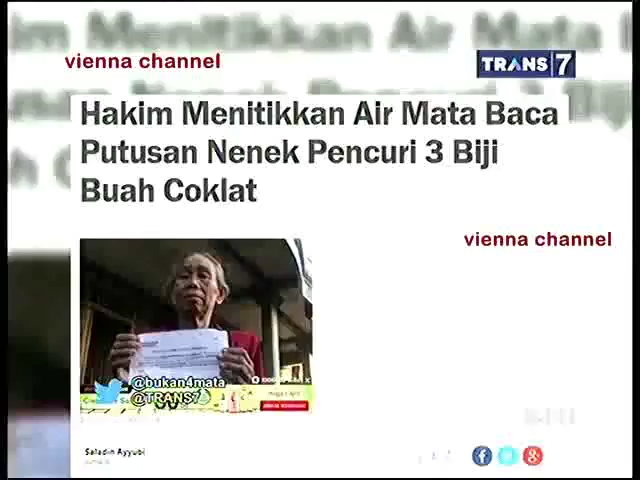 vienna channel
TRANS 7
Hakim Menitikkan Air Mata Baca
Putusan Nenek Pencuri 3 Biji
Buah Coklat
vienna channel
@bukan4mata
@TRANS7
Saladin Ayyubi